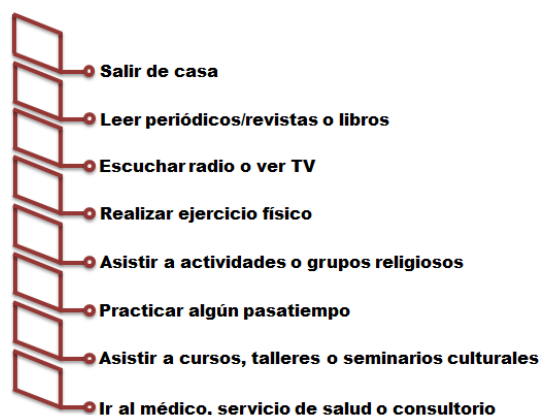 Salir de casa
Leer periódicos/revistas o libros
Escuchar radio o ver TV
Realizar ejercicio físico
Asistir a actividades o grupos religiosos
Practicar algún pasatiempo
Asistir a cursos, talleres o seminarios culturales
Ir al médico, servicio de salud o consultorio